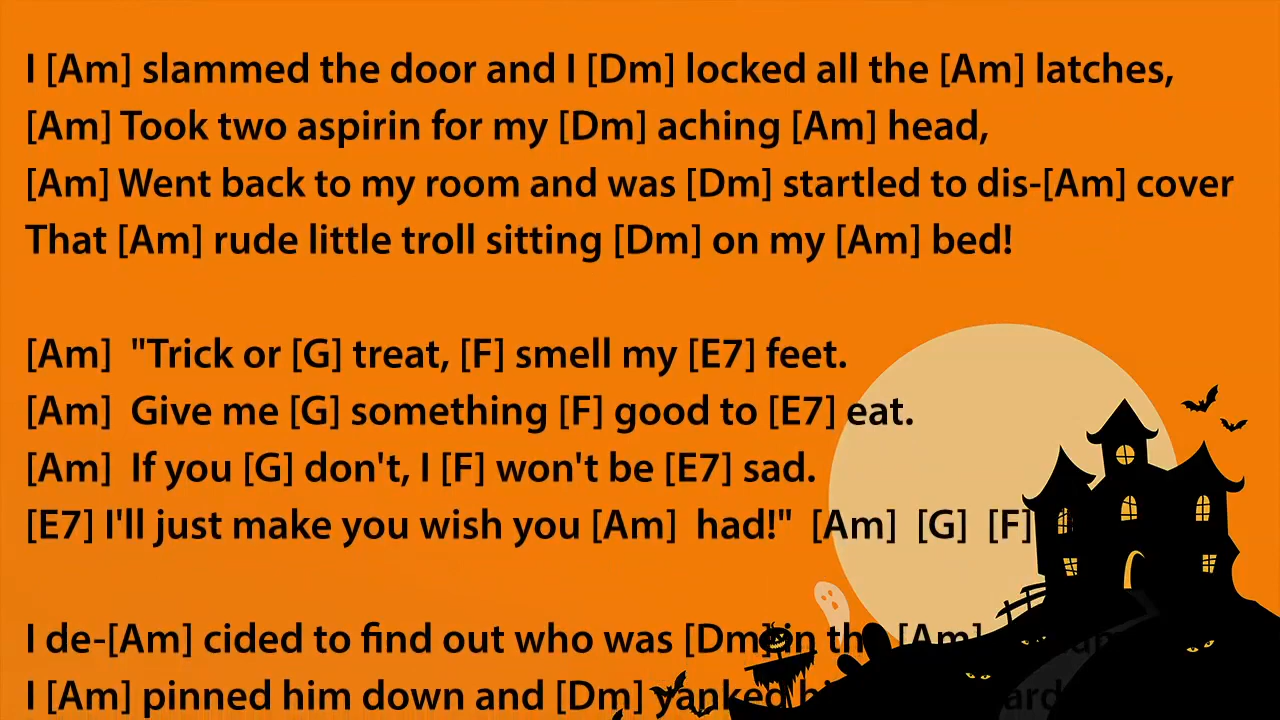 I [Am] slammed the door and I [Dm] locked all the [Am] latches,
[Am] Took two aspirin for my [Dm] aching [Am] head,
[Am] Went back to my room and was [Dm] startled to dis-[Am] cover
That [Am] rude little troll sitting [Dm] on my [Am] bed!
[Am] "Trick or [G] treat, [F] smell my [E7] feet.
[Am] Give me [G] something [F] good to [E7] eat.
[Am] If you [G] don't, I [F] won't be [E7] sad.
[E7] I'll just make you wish you [Am] had!" [Am] [G] [F]
I de-[Am] cided to find out who was [Dm] in the [Am]
I [Am] pinned him down and [Dm] yanked